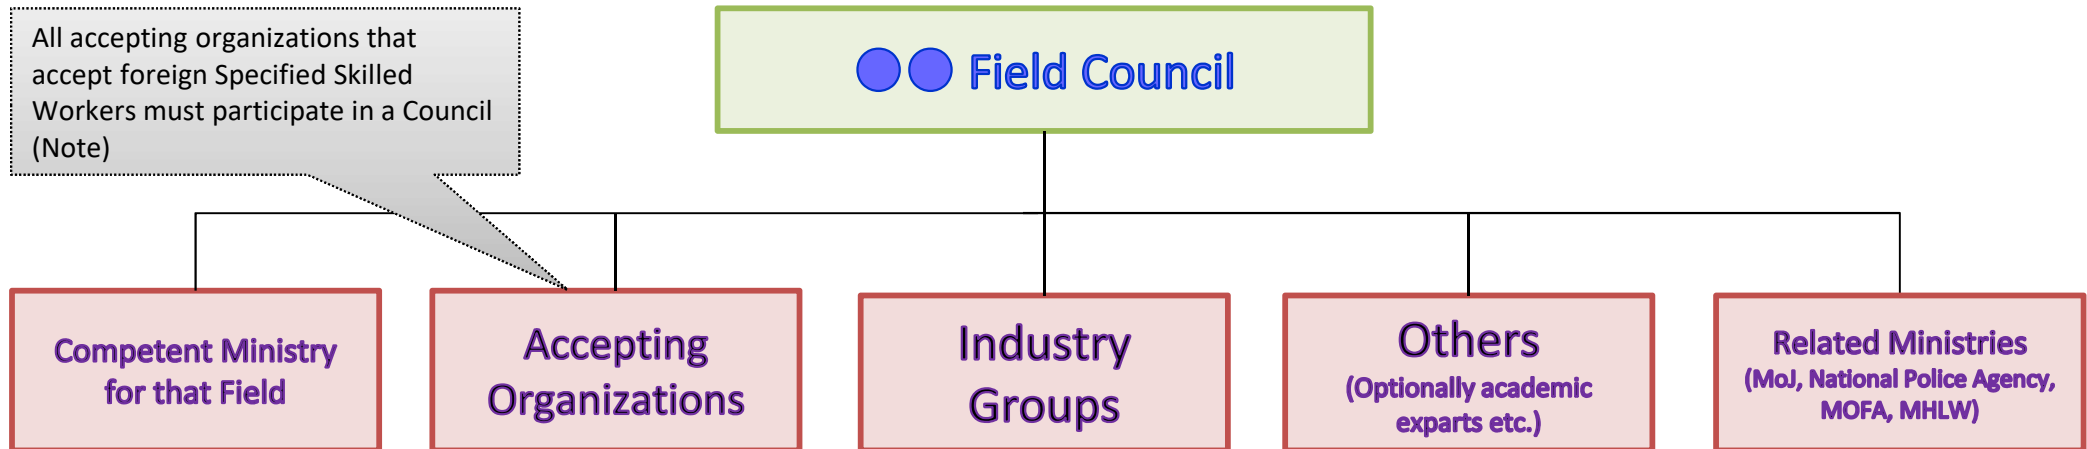 All accepting organizations that
accept foreign Specified Skilled
Workers must participate in a Council
(Note)
●● Field Council
Competent Ministry
for that Field
Accepting
Organizations
Industry
Groups
Others
(Optionally academic
exparts etc.)
Related Ministries
(MoJ, National Police Agency,
MOFA, MHLW)